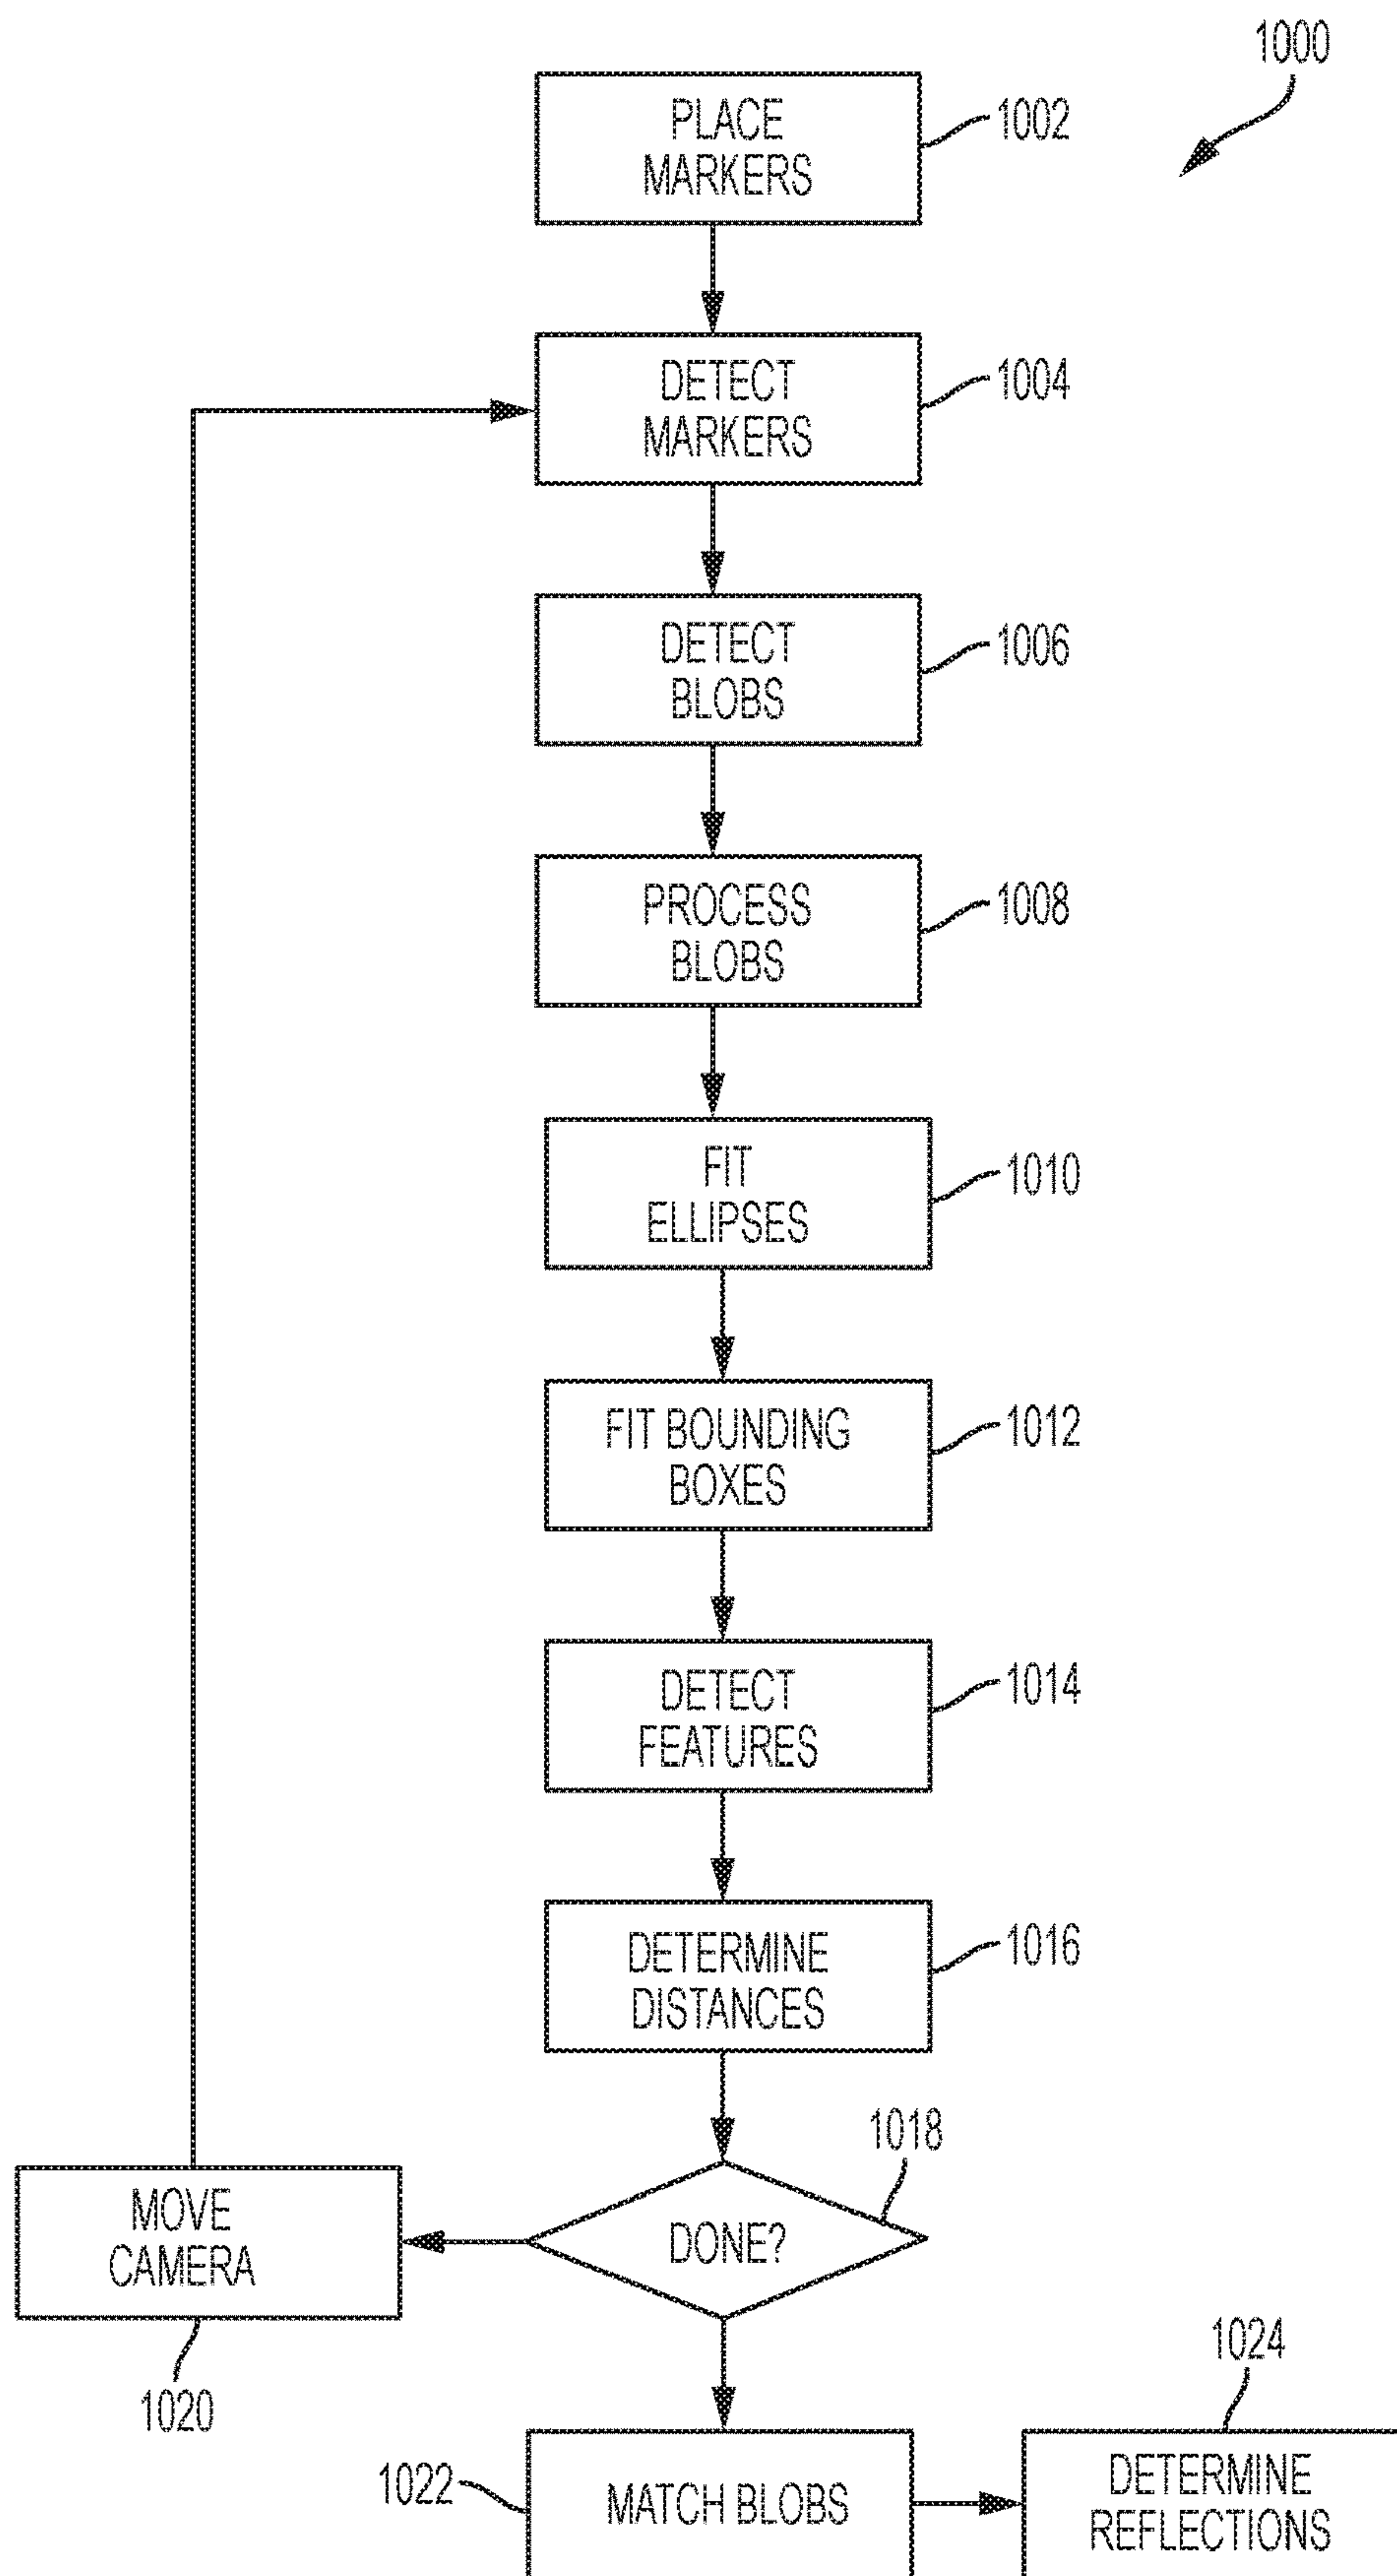 1000
PLACE
MARKERS
1002
DETECT
MARKERS
1004
DETECT
BLOBS
1006
PROCESS
BLOBS
1008
FIT
ELLIPSES
1010
FIT BOUNDING
BOXES
1012
DETECT
FEATURES
1014
DETERMINE
DISTANCES
1016
1018
DONE?
MOVE
CAMERA
1020
1022
MATCH BLOBS
1024
DETERMINE
REFLECTIONS